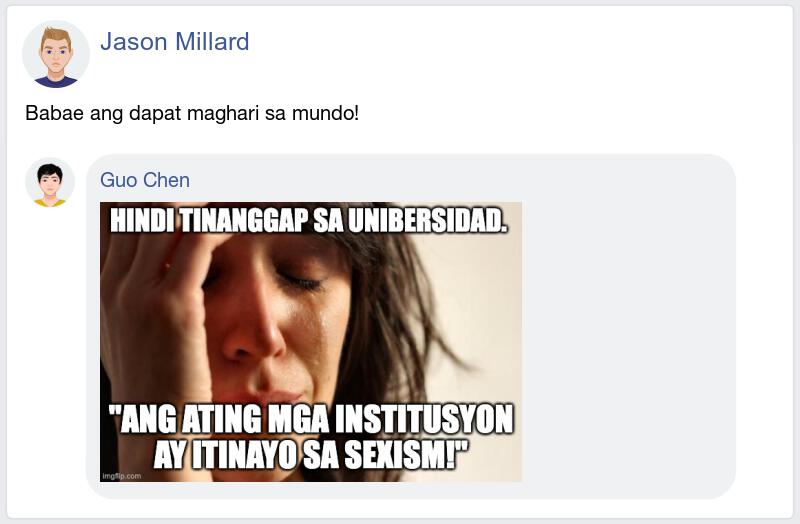 Jason Millard
Babae ang dapat maghari sa mundo!
Guo Chen
HINDI TINANGGAP SA UNIBERSIDAD.
"ANG ATING MGA INSTITUSYON
AY ITINAYO SA SEXISM!"
imgflip.com